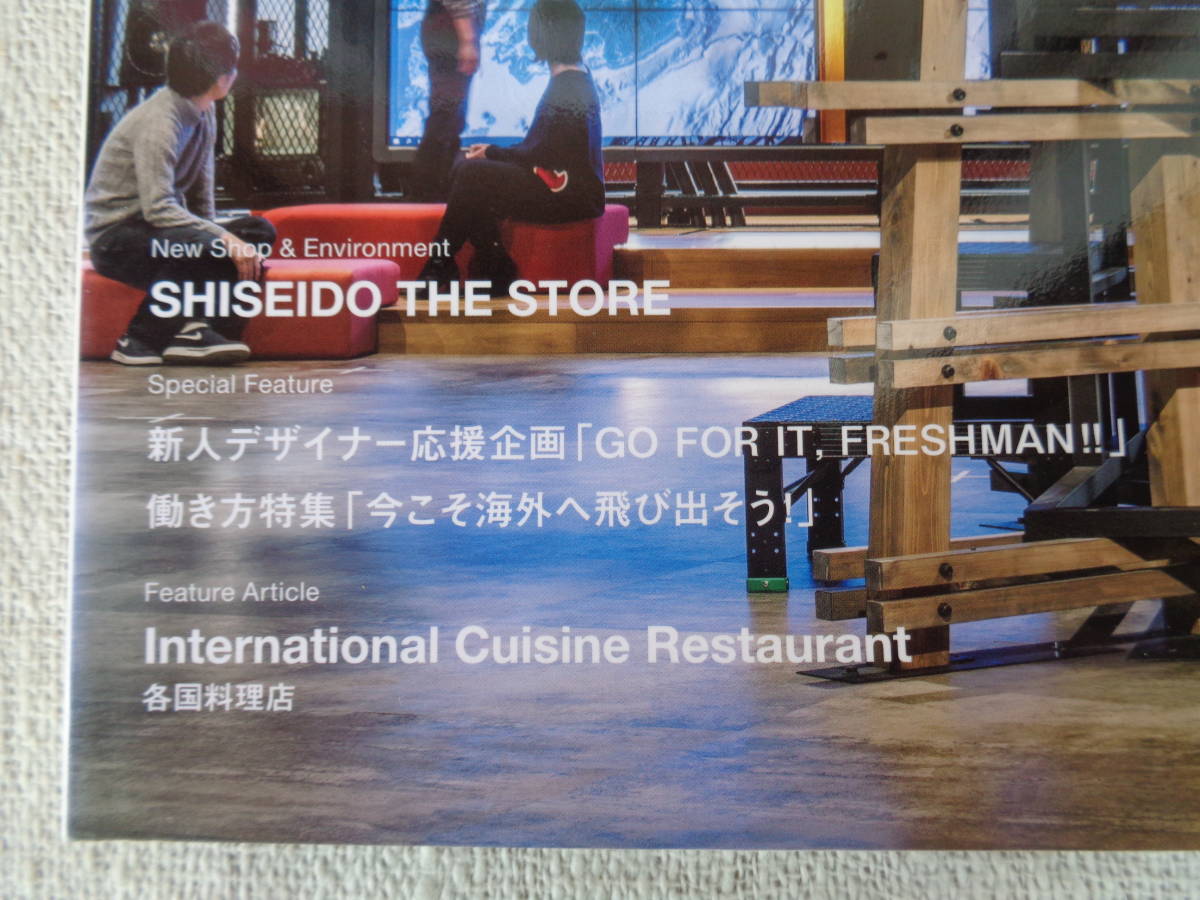 New Shop & Environment
SHISEIDO THE STORE
Special Feature
新人デザイナー応援企画「GO FOR IT, FRESHMAN!!」
働き方特集「今こそ海外へ飛び出そう!」
Feature Article
International Cuisine Restaurant
各国料理店